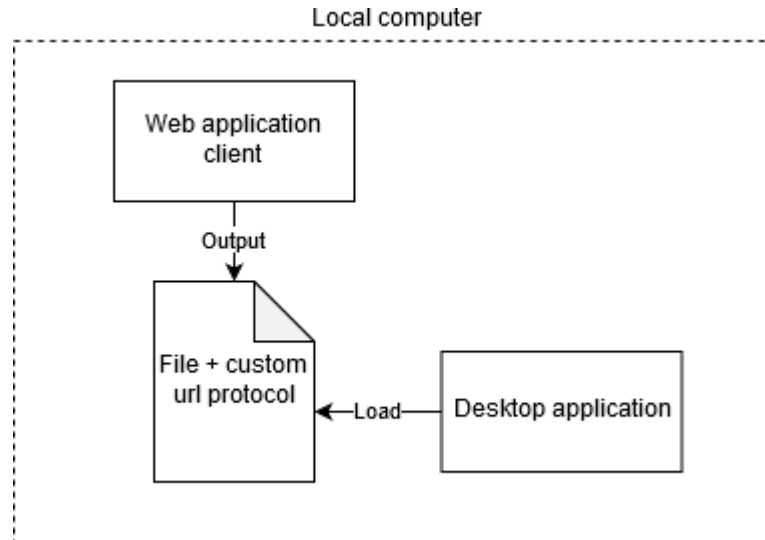 Local computer
Web application
client
Output
File + custom
url protocol
Load
Desktop application